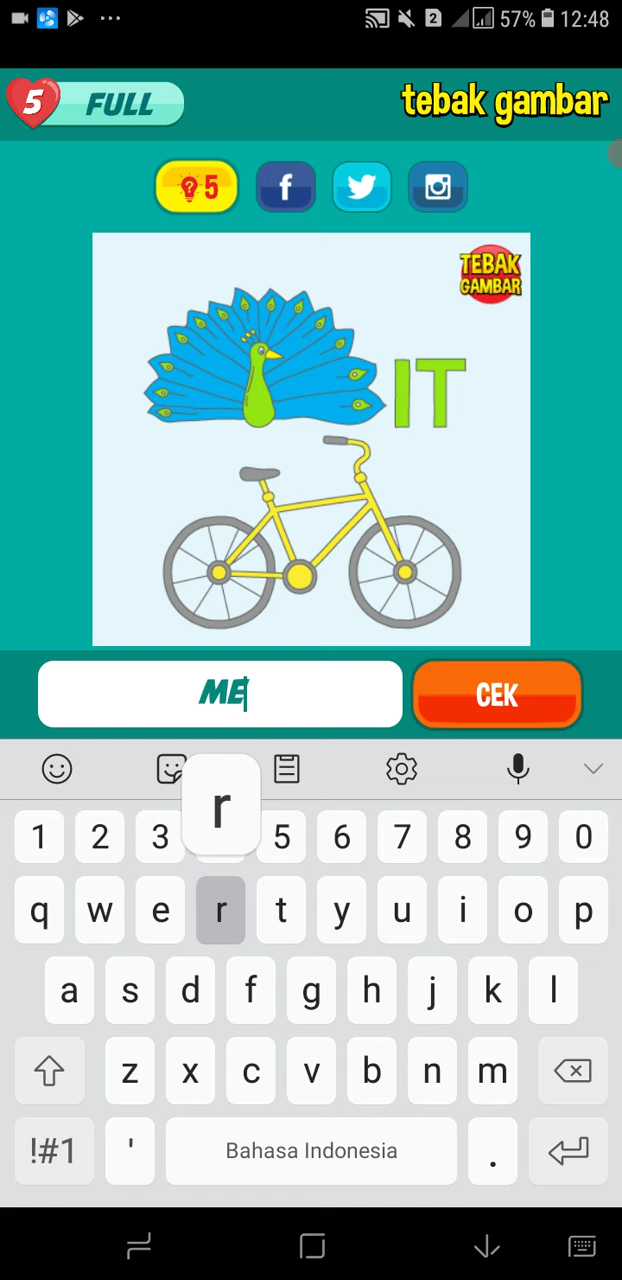 2 57% 12:48
5 FULL tebak gambar
5 f
TEBAK
GAMBAR
IT
ME CEK
r
1 2 3 5 6 7 8 9 0
q w e r t y u i o p
a s d f g h j k l
z x c v b n m
!#1 ' Bahasa Indonesia .